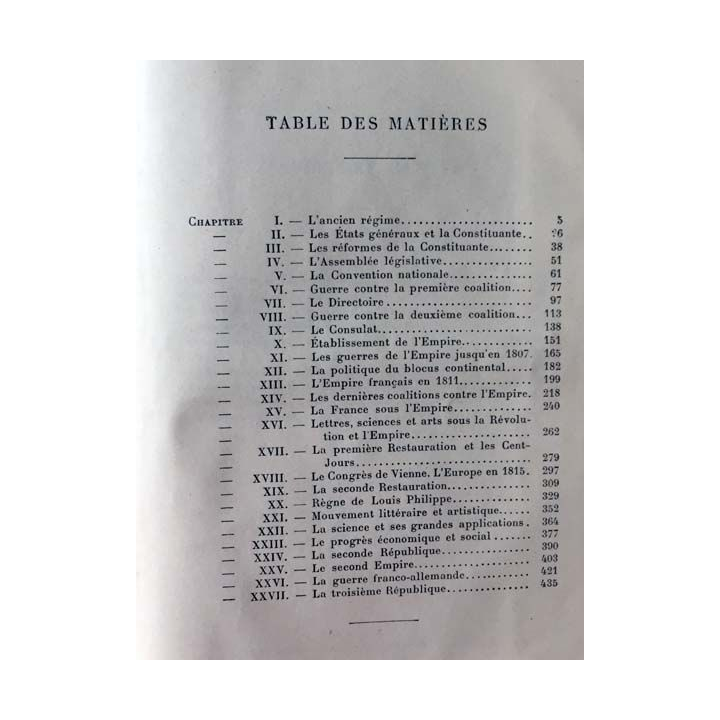 TABLE DES MATIÈRES
CHAPITRE I. — L'ancien régime........................ 5
— II. — Les États généraux et la Constituante.. 26
— III. — Les réformes de la Constituante........ 38
— IV. — L'Assemblée législative................ 51
— V. — La Convention nationale............... 61
— VI. — Guerre contre la première coalition.... 77
— VII. — Le Directoire.......................... 97
— VIII. — Guerre contre la deuxième coalition... 113
— IX. — Le Consulat........................... 138
— X. — Établissement de l'Empire............. 151
— XI. — Les guerres de l'Empire jusqu'en 1807. 165
— XII. — La politique du blocus continental..... 182
— XIII. — L'Empire français en 1811............. 199
— XIV. — Les dernières coalitions contre l'Empire. 218
— XV. — La France sous l'Empire.............. 240
— XVI. — Lettres, sciences et arts sous la Révolu-
tion et l'Empire..................... 262
— XVII. — La première Restauration et les Cent-
Jours............................... 279
— XVIII. — Le Congrès de Vienne. L'Europe en 1815. 297
— XIX. — La seconde Restauration............... 309
— XX. — Règne de Louis Philippe.............. 329
— XXI. — Mouvement littéraire et artistique...... 352
— XXII. — La science et ses grandes applications. 364
— XXIII. — Le progrès économique et social....... 377
— XXIV. — La seconde République................ 390
— XXV. — Le second Empire..................... 403
— XXVI. — La guerre franco-allemande........... 421
— XXVII. — La troisième République.............. 435